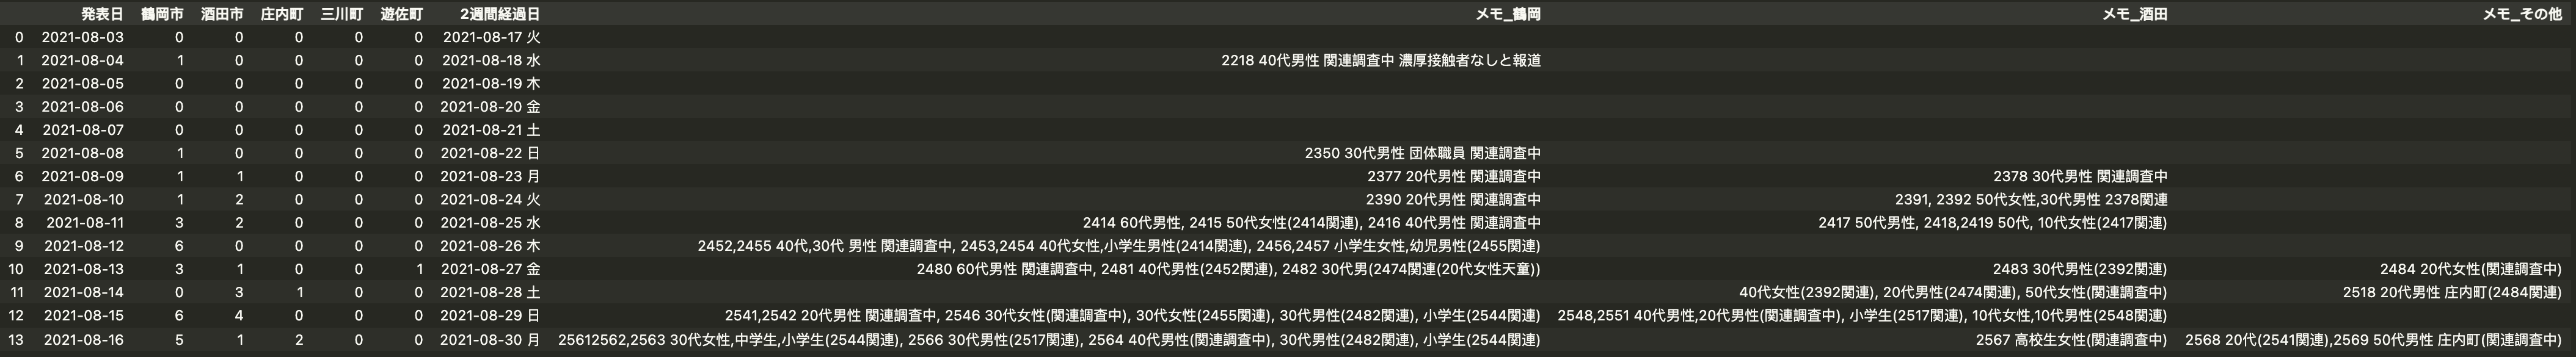 発表日 鶴岡市 酒田市 庄内町 三川町 遊佐町 2週間経過日 メモ_鶴岡 メモ_酒田 メモ_その他
0 2021-08-03 0 0 0 0 0 2021-08-17 火
1 2021-08-04 1 0 0 0 0 2021-08-18 水 2218 40代男性 関連調査中 濃厚接触者なしと報道
2 2021-08-05 0 0 0 0 0 2021-08-19 木
3 2021-08-06 0 0 0 0 0 2021-08-20 金
4 2021-08-07 0 0 0 0 0 2021-08-21 土
5 2021-08-08 1 0 0 0 0 2021-08-22 日 2350 30代男性 団体職員 関連調査中
6 2021-08-09 1 1 0 0 0 2021-08-23 月 2377 20代男性 関連調査中 2378 30代男性 関連調査中
7 2021-08-10 1 2 0 0 0 2021-08-24 火 2390 20代男性 関連調査中 2391, 2392 50代女性,30代男性 2378関連
8 2021-08-11 3 2 0 0 0 2021-08-25 水 2414 60代男性, 2415 50代女性(2414関連), 2416 40代男性 関連調査中 2417 50代男性, 2418,2419 50代, 10代女性(2417関連)
9 2021-08-12 6 0 0 0 0 2021-08-26 木 2452,2455 40代,30代 男性 関連調査中, 2453,2454 40代女性,小学生男性(2414関連), 2456,2457 小学生女性,幼児男性(2455関連)
10 2021-08-13 3 1 0 0 1 2021-08-27 金 2480 60代男性 関連調査中, 2481 40代男性(2452関連), 2482 30代男(2474関連(20代女性天童)) 2483 30代男性(2392関連) 2484 20代女性(関連調査中)
11 2021-08-14 0 3 1 0 0 2021-08-28 土 40代女性(2392関連), 20代男性(2474関連), 50代女性(関連調査中) 2518 20代男性 庄内町(2484関連)
12 2021-08-15 6 4 0 0 0 2021-08-29 日 2541,2542 20代男性 関連調査中, 2546 30代女性(関連調査中), 30代女性(2455関連), 30代男性(2482関連), 小学生(2544関連) 2548,2551 40代男性,20代男性(関連調査中), 小学生(2517関連), 10代女性,10代男性(2548関連)
13 2021-08-16 5 1 2 0 0 2021-08-30 月 25612562,2563 30代女性,中学生,小学生(2544関連), 2566 30代男性(2517関連), 2564 40代男性(関連調査中), 30代男性(2482関連), 小学生(2544関連) 2567 高校生女性(関連調査中) 2568 20代(2541関連),2569 50代男性 庄内町(関連調査中)